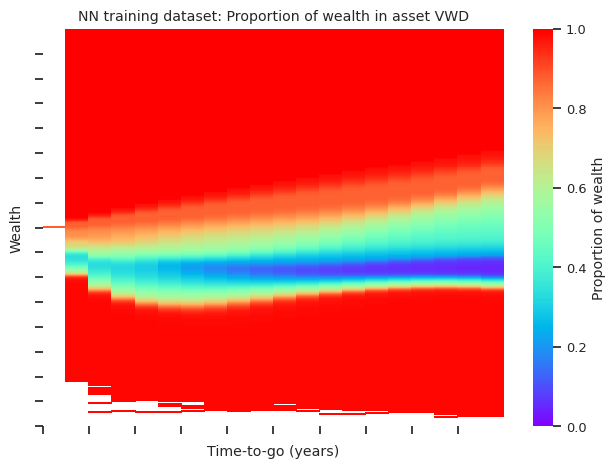 NN training dataset: Proportion of wealth in asset VWD
Wealth
Time-to-go (years)
1.0
0.8
0.6
0.4
0.2
0.0
Proportion of wealth